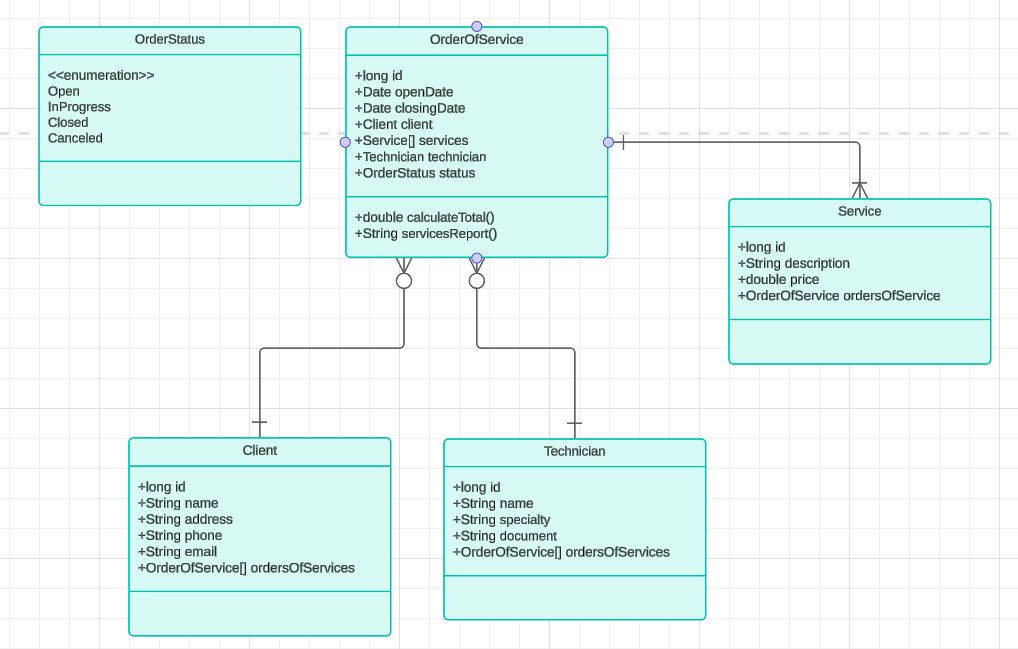 OrderStatus
<<enumeration>>
Open
InProgress
Closed
Canceled
OrderOfService
+long id
+Date openDate
+Date closingDate
+Client client
+Service[] services
+Technician technician
+OrderStatus status
+double calculateTotal()
+String servicesReport()
Service
+long id
+String description
+double price
+OrderOfService ordersOfService
Client
+long id
+String name
+String address
+String phone
+String email
+OrderOfService[] ordersOfServices
Technician
+long id
+String name
+String specialty
+String document
+OrderOfService[] ordersOfServices